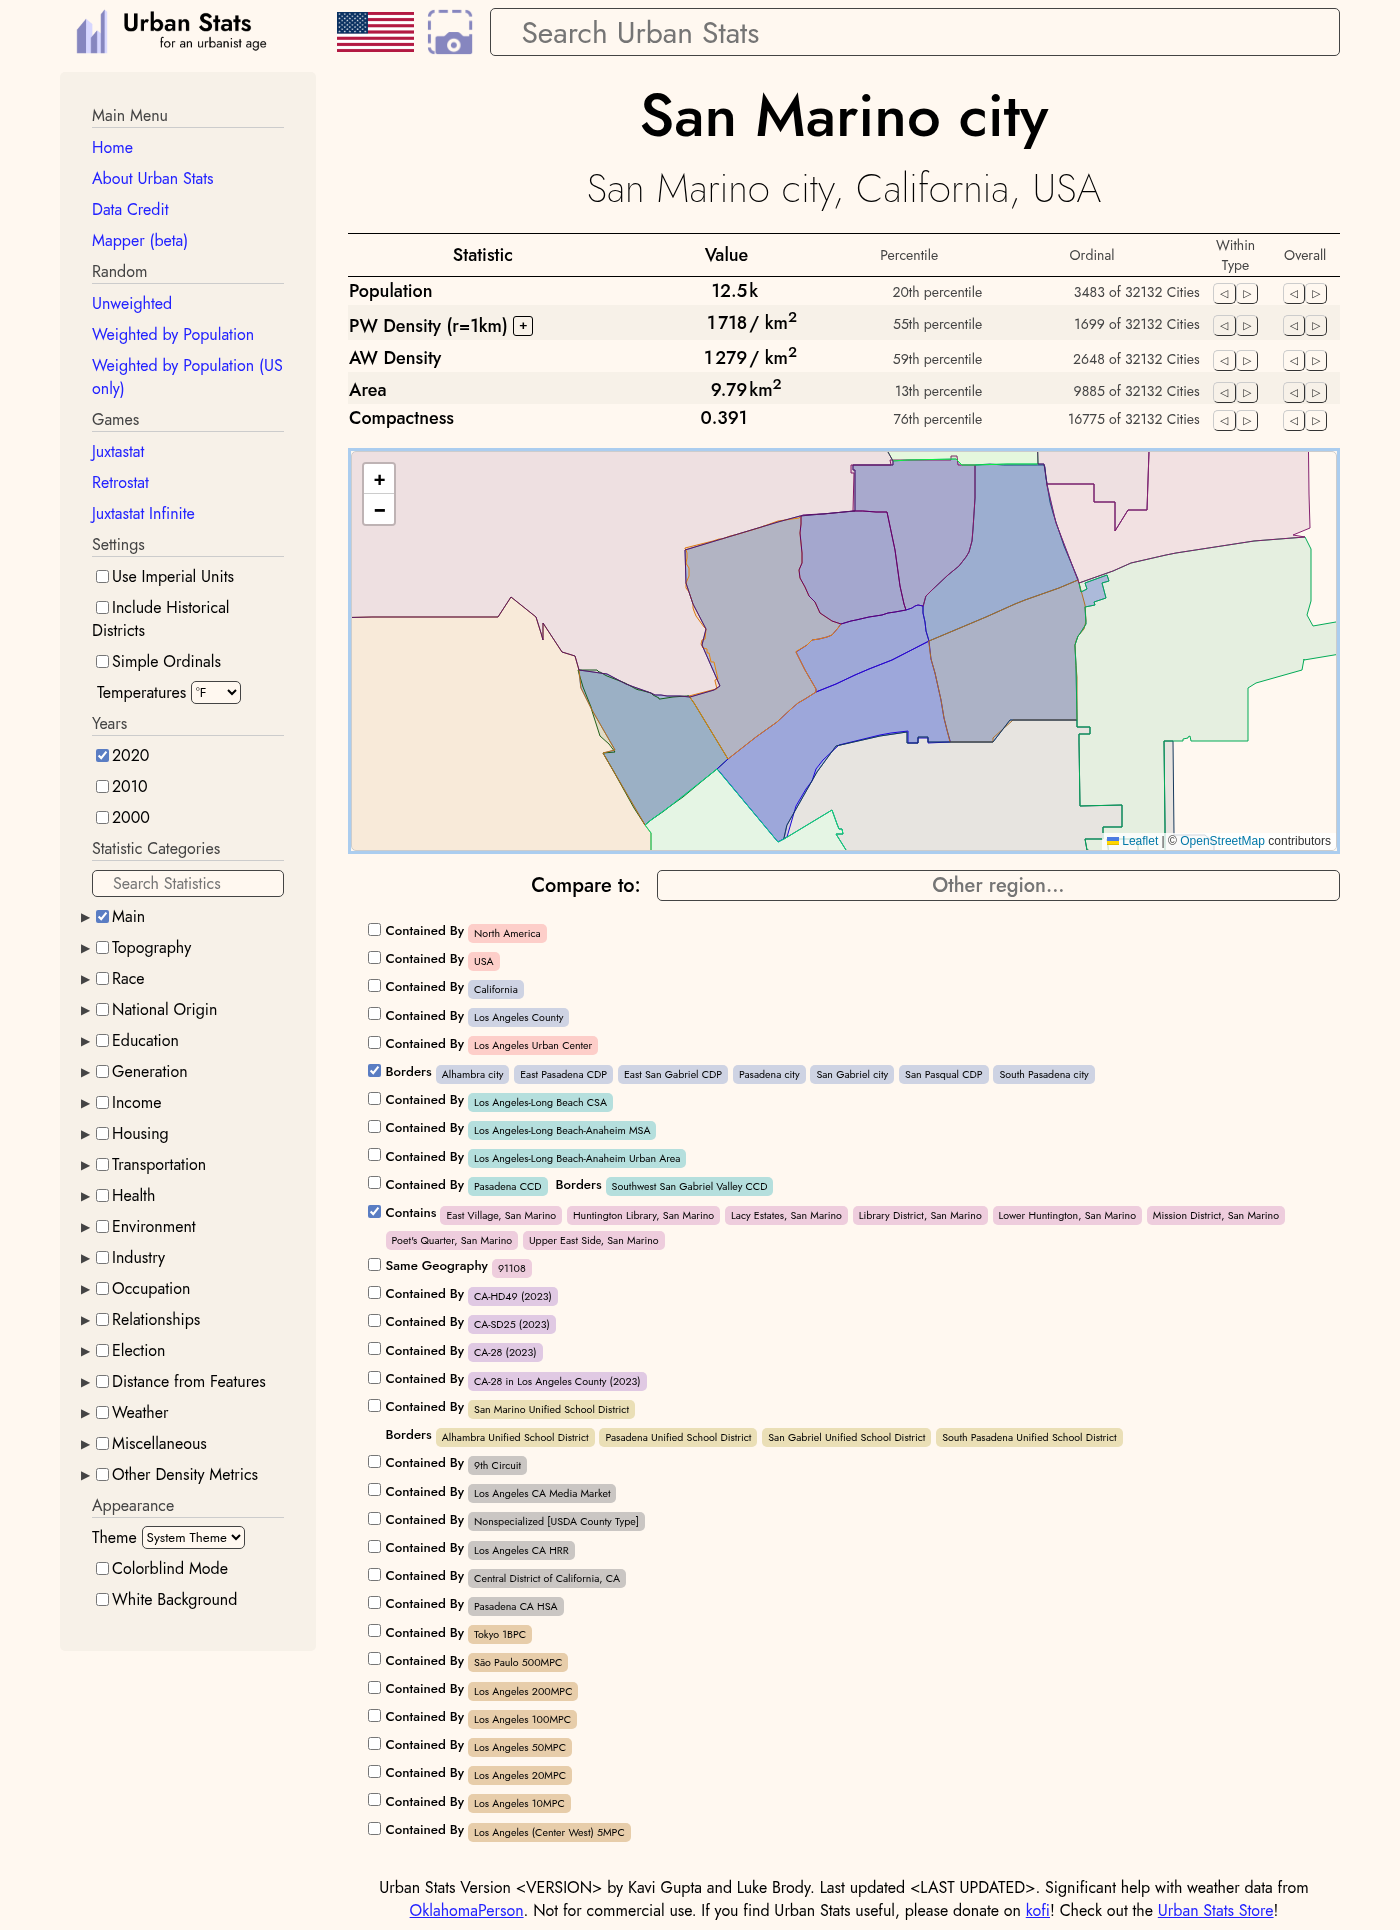 Urban Stats
for an urbanist age
Search Urban Stats
Main Menu
Home
About Urban Stats
Data Credit
Mapper (beta)
Random
Unweighted
Weighted by Population
Weighted by Population (US
only)
Games
Juxtastat
Retrostat
Juxtastat Infinite
Settings
Use Imperial Units
Include Historical
Districts
Simple Ordinals
Temperatures °F
Years
2020
2010
2000
Statistic Categories
Search Statistics
Main
Topography
Race
National Origin
Education
Generation
Income
Housing
Transportation
Health
Environment
Industry
Occupation
Relationships
Election
Distance from Features
Weather
Miscellaneous
Other Density Metrics
Appearance
Theme System Theme
Colorblind Mode
White Background
San Marino city
San Marino city, California, USA
Statistic Value Percentile Ordinal Within Type Overall
Population 12.5k 20th percentile 3483 of 32132 Cities
PW Density (r=1km) + 1 718 / km² 55th percentile 1699 of 32132 Cities
AW Density 1 279 / km² 59th percentile 2648 of 32132 Cities
Area 9.79 km² 13th percentile 9885 of 32132 Cities
Compactness 0.391 76th percentile 16775 of 32132 Cities
+
−
Leaflet | © OpenStreetMap contributors
Compare to: Other region...
Contained By North America
Contained By USA
Contained By California
Contained By Los Angeles County
Contained By Los Angeles Urban Center
Borders Alhambra city East Pasadena CDP East San Gabriel CDP Pasadena city San Gabriel city San Pasqual CDP South Pasadena city
Contained By Los Angeles-Long Beach CSA
Contained By Los Angeles-Long Beach-Anaheim MSA
Contained By Los Angeles-Long Beach-Anaheim Urban Area
Contained By Pasadena CCD Borders Southwest San Gabriel Valley CCD
Contains East Village, San Marino Huntington Library, San Marino Lacy Estates, San Marino Library District, San Marino Lower Huntington, San Marino Mission District, San Marino
Poet's Quarter, San Marino Upper East Side, San Marino
Same Geography 91108
Contained By CA-HD49 (2023)
Contained By CA-SD25 (2023)
Contained By CA-28 (2023)
Contained By CA-28 in Los Angeles County (2023)
Contained By San Marino Unified School District
Borders Alhambra Unified School District Pasadena Unified School District San Gabriel Unified School District South Pasadena Unified School District
Contained By 9th Circuit
Contained By Los Angeles CA Media Market
Contained By Nonspecialized [USDA County Type]
Contained By Los Angeles CA HRR
Contained By Central District of California, CA
Contained By Pasadena CA HSA
Contained By Tokyo 1BPC
Contained By São Paulo 500MPC
Contained By Los Angeles 200MPC
Contained By Los Angeles 100MPC
Contained By Los Angeles 50MPC
Contained By Los Angeles 20MPC
Contained By Los Angeles 10MPC
Contained By Los Angeles (Center West) 5MPC
Urban Stats Version <VERSION> by Kavi Gupta and Luke Brody. Last updated <LAST UPDATED>. Significant help with weather data from
OklahomaPerson. Not for commercial use. If you find Urban Stats useful, please donate on kofi! Check out the Urban Stats Store!